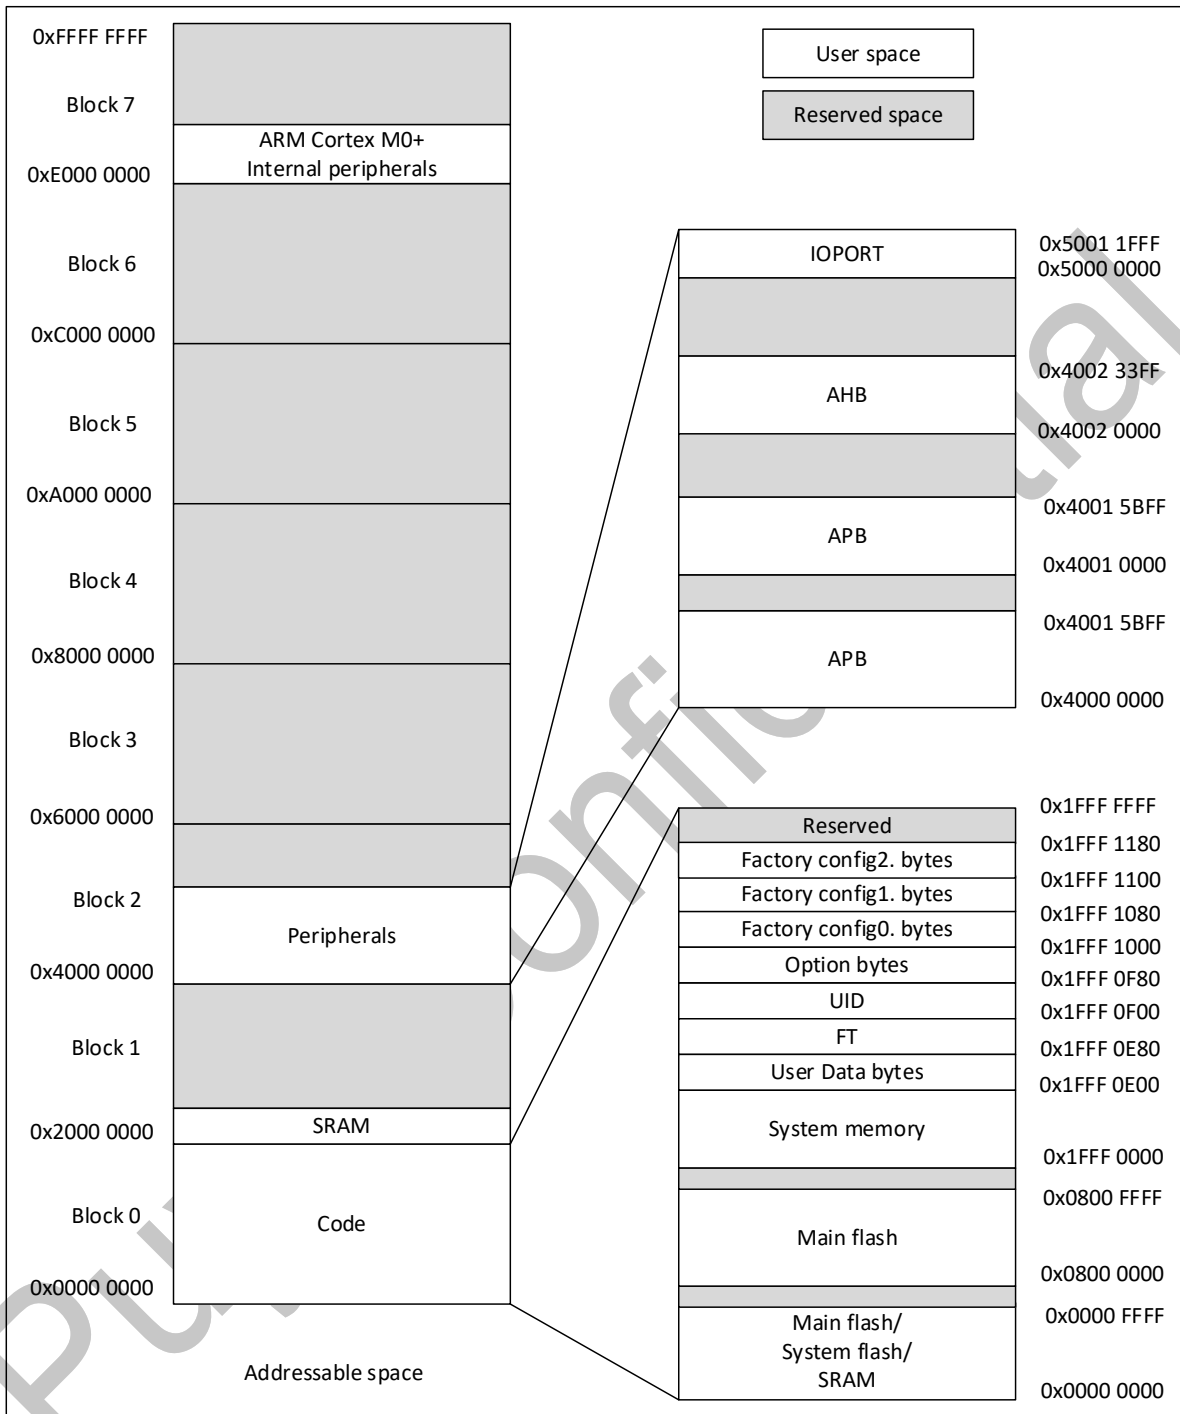 0xFFFF FFFF
Block 7
ARM Cortex M0+
Internal peripherals
0xE000 0000
Block 6
0xC000 0000
Block 5
0xA000 0000
Block 4
0x8000 0000
Block 3
0x6000 0000
Block 2
Peripherals
0x4000 0000
Block 1
SRAM
0x2000 0000
Block 0
Code
0x0000 0000
Addressable space
User space
Reserved space
IOPORT
0x5001 1FFF
0x5000 0000
0x4002 33FF
AHB
0x4002 0000
0x4001 5BFF
APB
0x4001 0000
0x4001 5BFF
APB
0x4000 0000
0x1FFF FFFF
Reserved
0x1FFF 1180
Factory config2. bytes
0x1FFF 1100
Factory config1. bytes
0x1FFF 1080
Factory config0. bytes
0x1FFF 1000
Option bytes
0x1FFF 0F80
UID
0x1FFF 0F00
FT
0x1FFF 0E80
User Data bytes
0x1FFF 0E00
System memory
0x1FFF 0000
0x0800 FFFF
Main flash
0x0800 0000
0x0000 FFFF
Main flash/
System flash/
SRAM
0x0000 0000